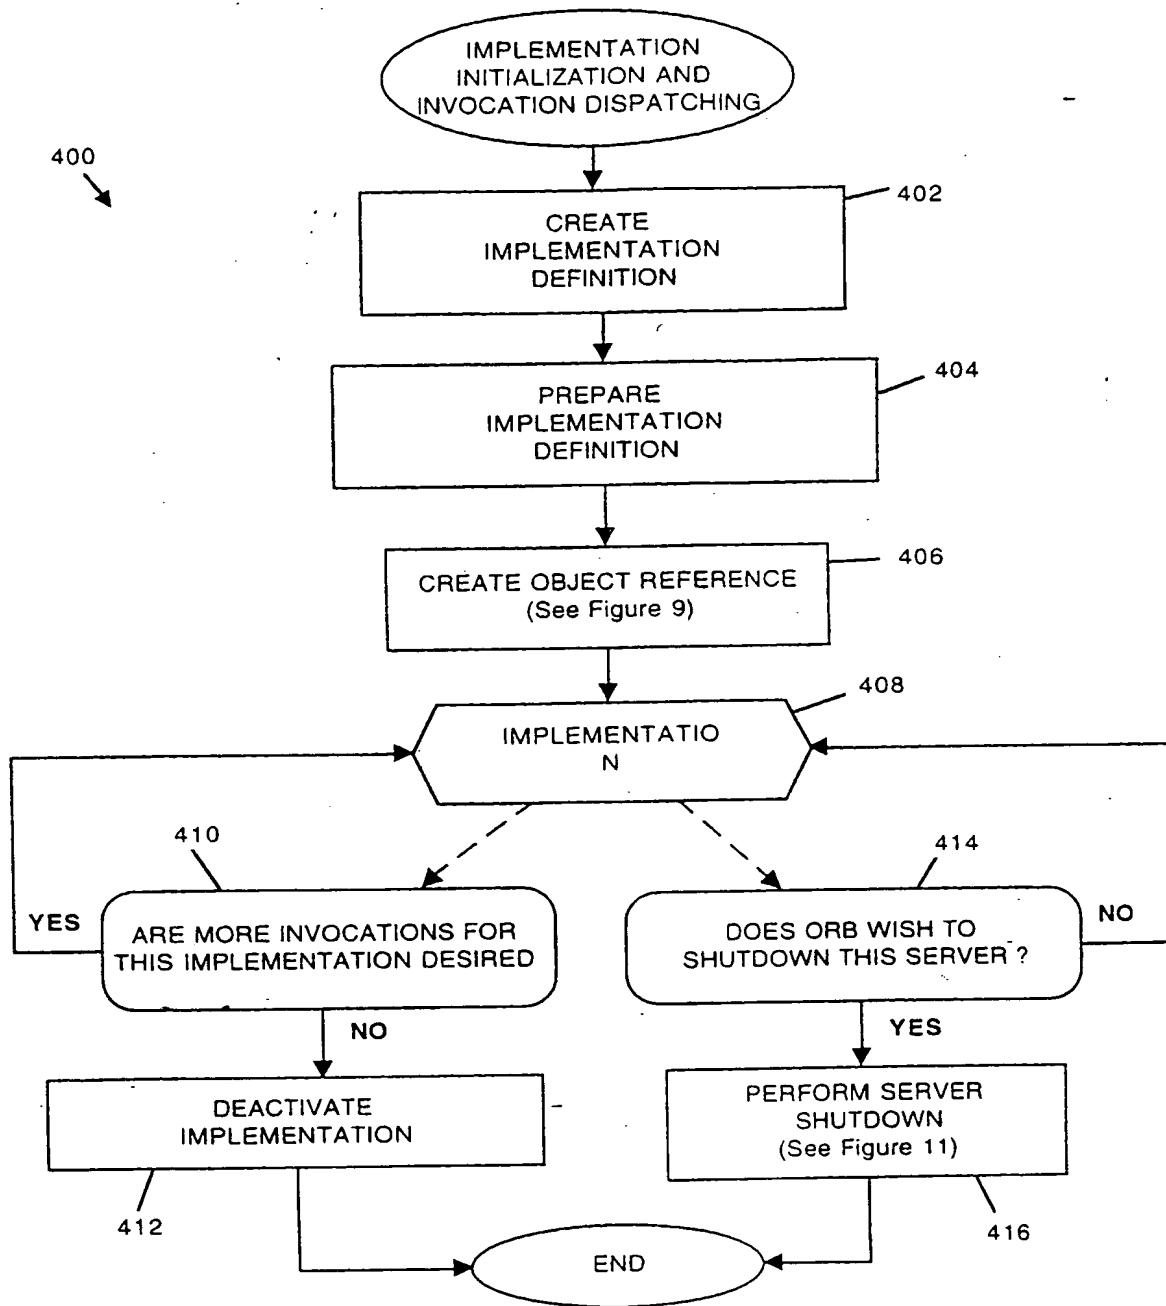 IMPLEMENTATION
INITIALIZATION AND
INVOCATION DISPATCHING
400
402
CREATE
IMPLEMENTATION
DEFINITION
404
PREPARE
IMPLEMENTATION
DEFINITION
406
CREATE OBJECT REFERENCE
(See Figure 9)
408
IMPLEMENTATIO
N
410
414
YES
ARE MORE INVOCATIONS FOR
THIS IMPLEMENTATION DESIRED
DOES ORB WISH TO
SHUTDOWN THIS SERVER ?
NO
NO
YES
DEACTIVATE
IMPLEMENTATION
PERFORM SERVER
SHUTDOWN
(See Figure 11)
412
416
END